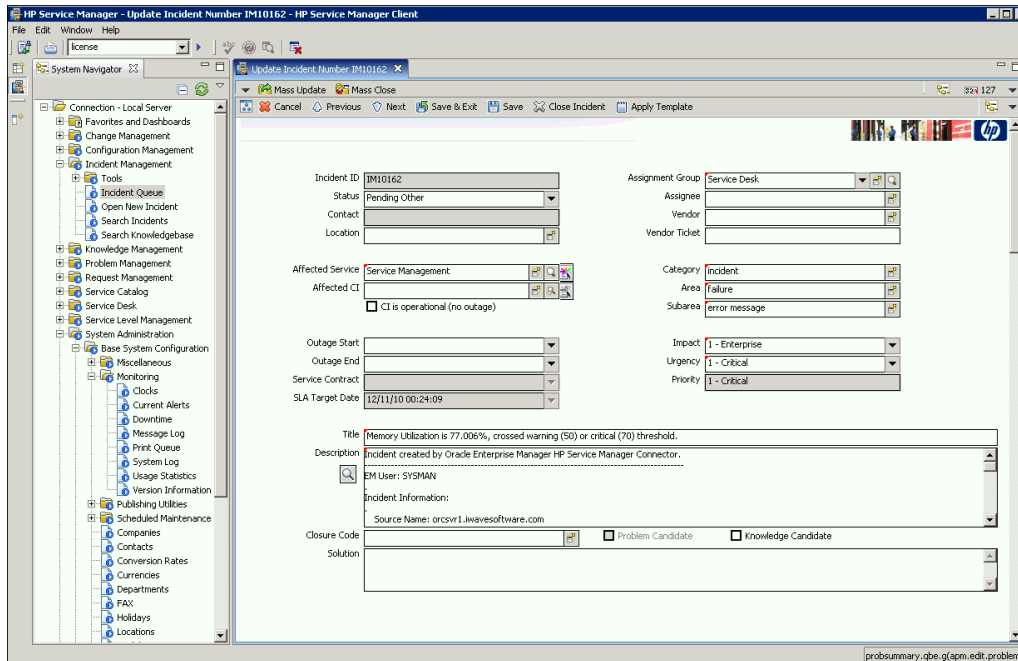 HP Service Manager - Update Incident Number IM10162 - HP Service Manager Client
File Edit Window Help
license
System Navigator
Connection - Local Server
Favorites and Dashboards
Change Management
Configuration Management
Incident Management
Tools
Incident Queue
Open New Incident
Search Incidents
Search Knowledgebase
Knowledge Management
Problem Management
Request Management
Service Catalog
Service Desk
Service Level Management
System Administration
Base System Configuration
Miscellaneous
Monitoring
Clocks
Current Alerts
Downtime
Message Log
Print Queue
System Log
Usage Statistics
Version Information
Publishing Utilities
Scheduled Maintenance
Companies
Contacts
Conversion Rates
Currencies
Departments
FAX
Holidays
Locations
Update Incident Number IM10162
Mass Update Mass Close
127
Cancel Previous Next Save & Exit Save Close Incident Apply Template
hp
Incident ID IM10162
Status Pending Other
Contact
Location
Assignment Group Service Desk
Assignee
Vendor
Vendor Ticket
Affected Service Service Management
Affected CI
CI is operational (no outage)
Category incident
Area failure
Subarea error message
Outage Start
Outage End
Service Contract
SLA Target Date 12/11/10 00:24:09
Impact 1 - Enterprise
Urgency 1 - Critical
Priority 1 - Critical
Title Memory Utilization is 77.006%, crossed warning (50) or critical (70) threshold.
Description Incident created by Oracle Enterprise Manager HP Service Manager Connector.
EM User: SYSMAN
Incident Information:
Source Name: orcsvr1.iwavesoftware.com
Closure Code
Problem Candidate Knowledge Candidate
Solution
probsummary.qbe.g(apm.edit.problem